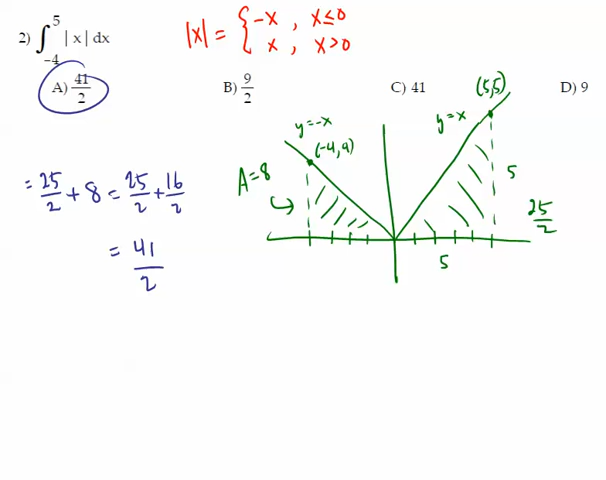 2) ∫_{-4}^{5} | x | dx
|x| = { -x , x≤0
x , x>0
A) 41/2
B) 9/2
C) 41
D) 9
(5,5)
y=-x
y=x
(-4,4)
A=8
5
25/2
5
= 25/2 + 8 = 25/2 + 16/2
= 41/2